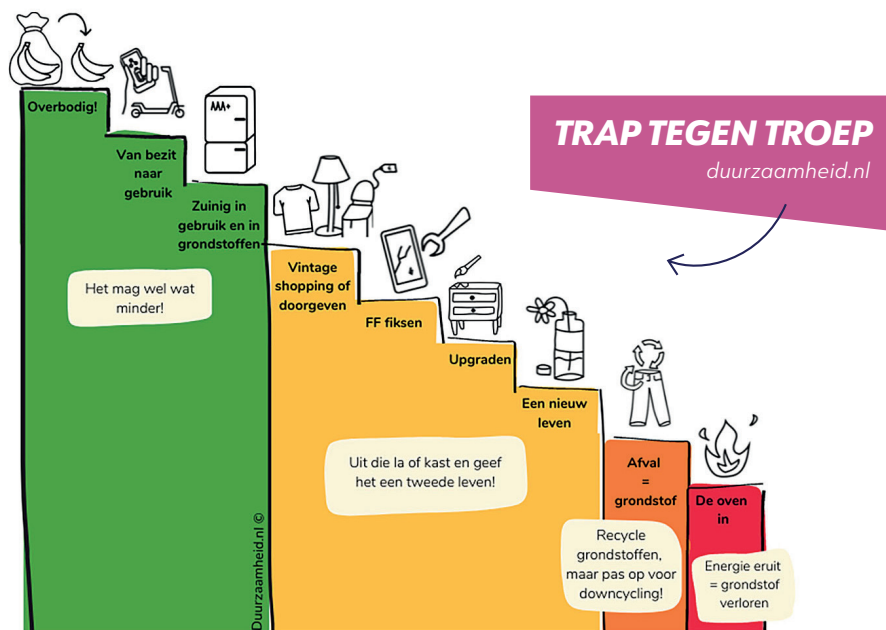 TRAP TEGEN TROEP
duurzaamheid.nl
Overbodig!
Van bezit
naar
gebruik
AAA+
Zuinig in
gebruik en in
grondstoffen
Vintage
shopping of
doorgeven
FF fiksen
Upgraden
Een nieuw
leven
Afval
=
grondstof
De oven
in
Het mag wel wat
minder!
Uit die la of kast en geef
het een tweede leven!
Recycle
grondstoffen,
maar pas op voor
downcycling!
Energie eruit
= grondstof
verloren
Duurzaamheid.nl ©